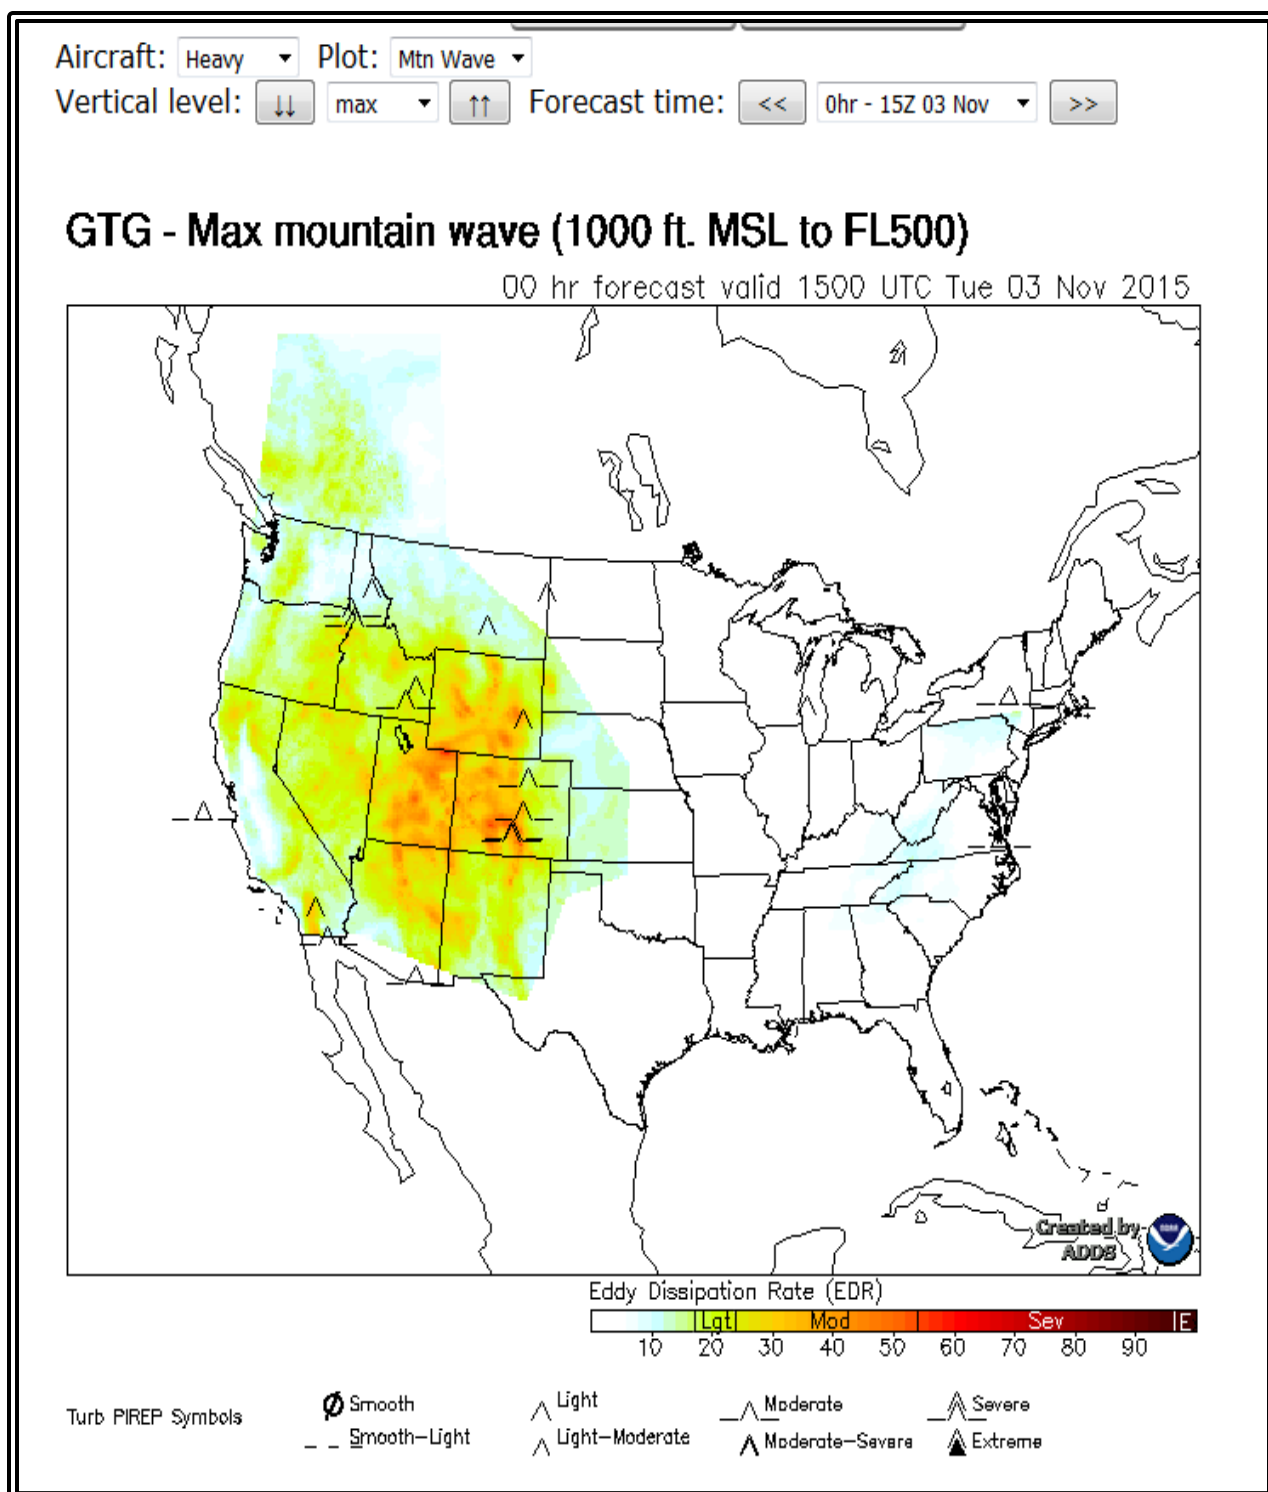 Aircraft: Heavy Plot: Mtn Wave
Vertical level: ↓↓ max ↑↑ Forecast time: << 0hr - 15Z 03 Nov >>
GTG - Max mountain wave (1000 ft. MSL to FL500)
00 hr forecast valid 1500 UTC Tue 03 Nov 2015
Created by
ADDS
Eddy Dissipation Rate (EDR)
Lgt Mod Sev E
10 20 30 40 50 60 70 80 90
Turb PIREP Symbols
Smooth Light Moderate Severe
Smooth-Light Light-Moderate Moderate-Severe Extreme